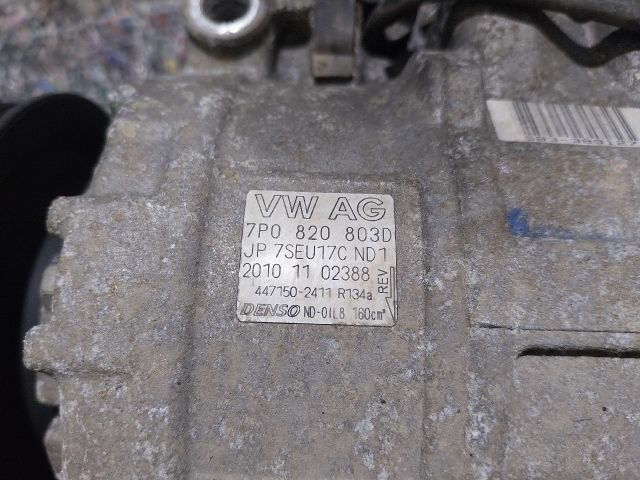 VW AG
7P0 820 803D
JP 7SEU17C ND1
2010 11 02388
REV
447150-2411 R134a
DENSO ND-OIL8 160cm³